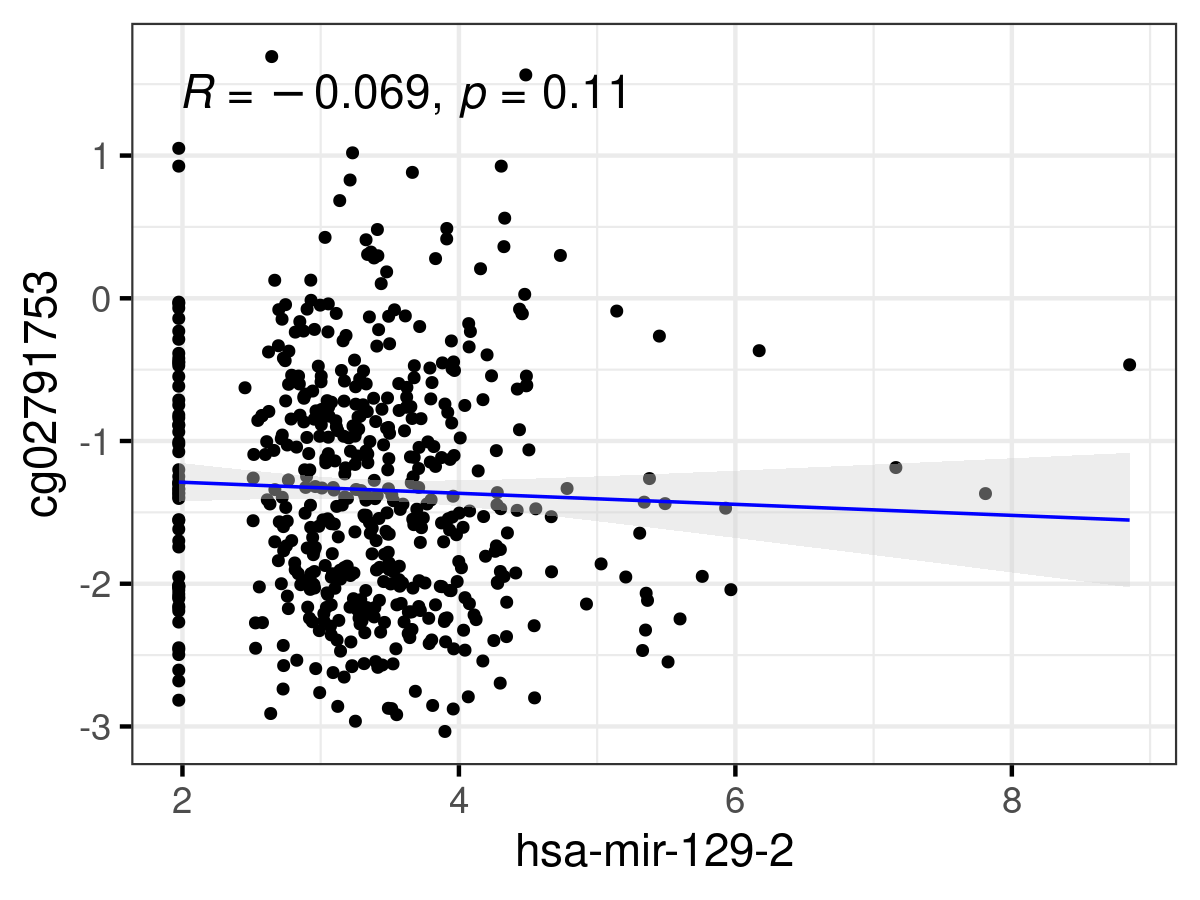 R = −0.069, p = 0.11
1
0
-1
-2
-3
cg02791753
2 4 6 8
hsa-mir-129-2